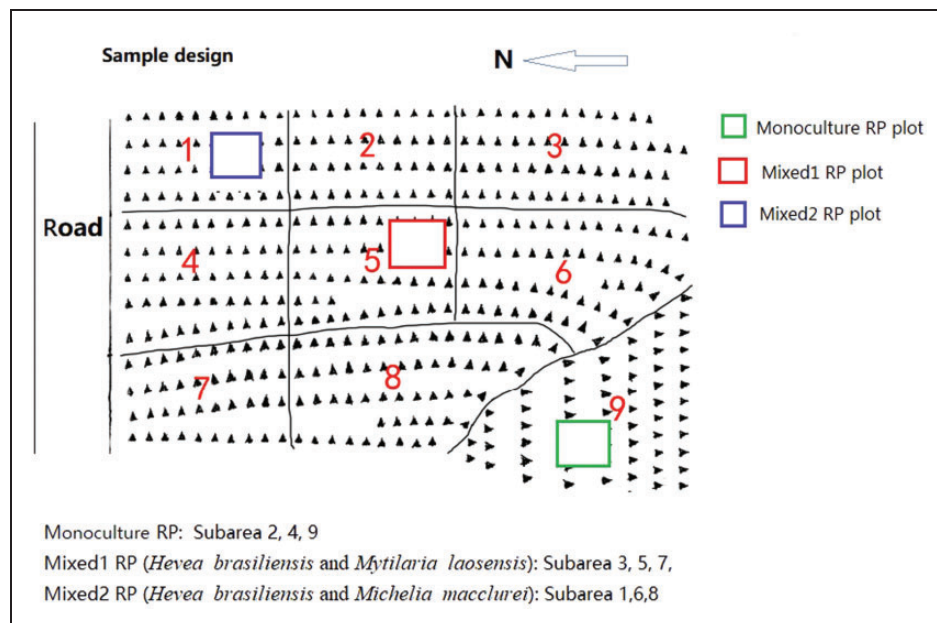 Sample design
N
1
2
3
Monoculture RP plot
Mixed1 RP plot
Mixed2 RP plot
Road
4
5
6
7
8
9
Monoculture RP: Subarea 2, 4, 9
Mixed1 RP (Hevea brasiliensis and Mytilaria laosensis): Subarea 3, 5, 7,
Mixed2 RP (Hevea brasiliensis and Michelia macclurei): Subarea 1,6,8